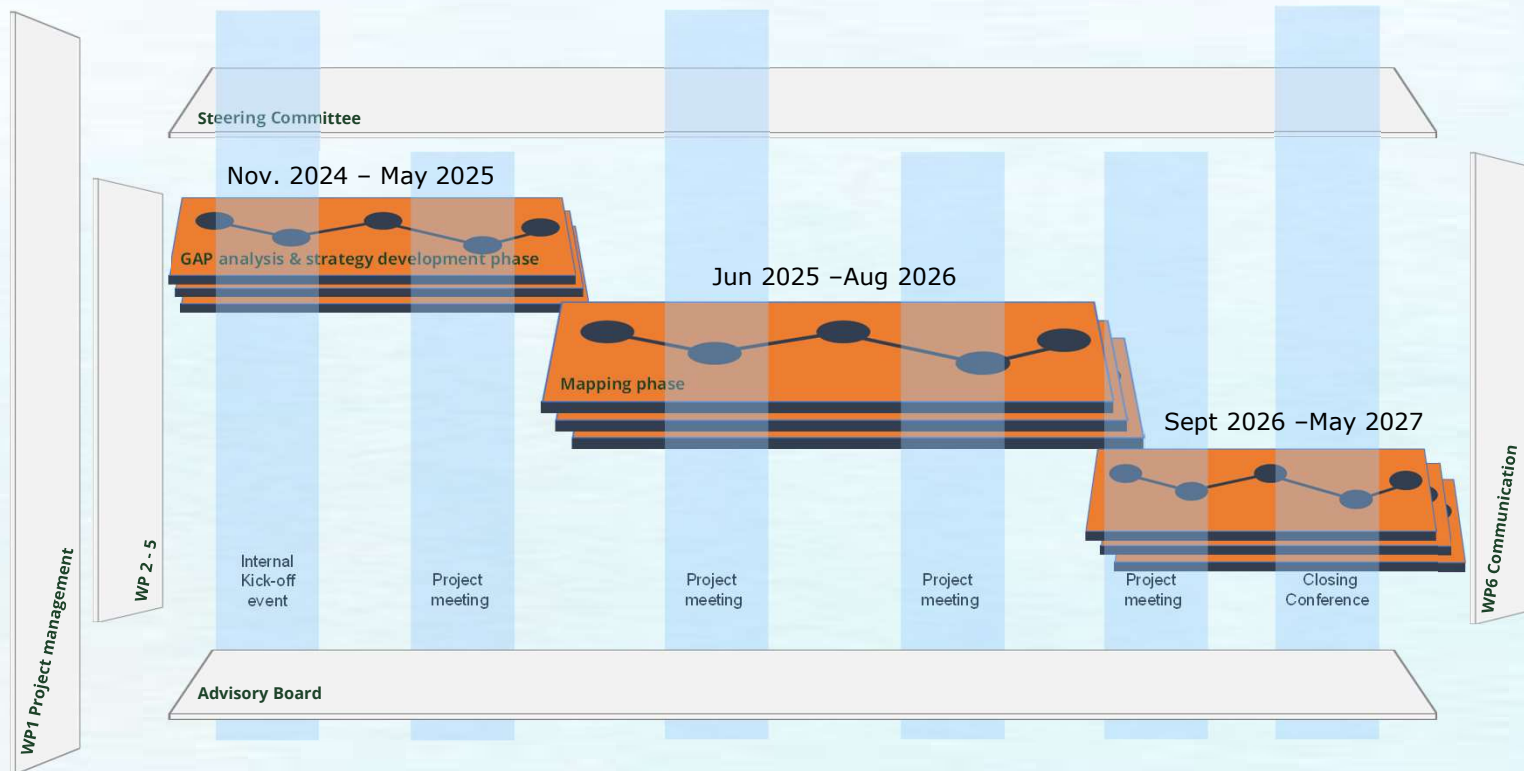 Steering Committee
Nov. 2024 – May 2025
GAP analysis & strategy development phase
Jun 2025 –Aug 2026
Mapping phase
Sept 2026 –May 2027
WP1 Project management
WP 2 - 5
WP6 Communication
Internal
Kick-off
event
Project
meeting
Project
meeting
Project
meeting
Project
meeting
Closing
Conference
Advisory Board